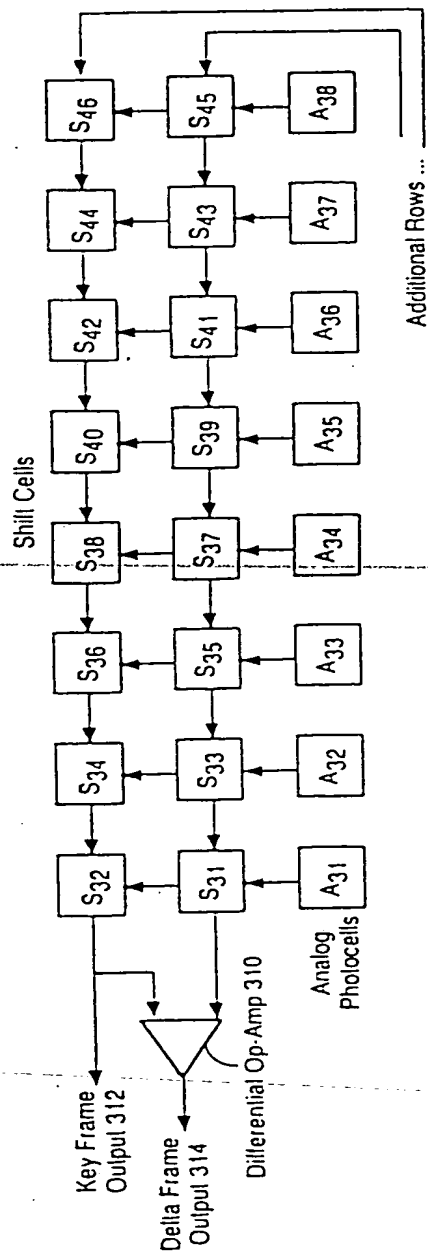 Shift Cells
S32
S34
S36
S38
S40
S42
S44
S46
S31
S33
S35
S37
S39
S41
S43
S45
A31
A32
A33
A34
A35
A36
A37
A38
Analog
Photocells
Additional Rows ...
Key Frame
Output 312
Delta Frame
Output 314
Differential Op-Amp 310